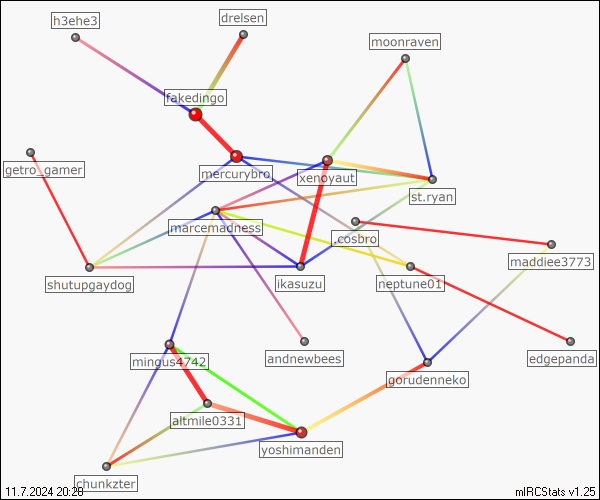 h3ehe3
drelsen
moonraven
fakedingo
getro_gamer
mercurybro
xenoyaut
st.ryan
marcemadness
cosbro
maddiee3773
shutupgaydog
ikasuzu
neptune01
mingus4742
andnewbees
edgepanda
gorudenneko
altmile0331
yoshimanden
chunkzter
11.7.2024 20:28
mIRCStats v1.25